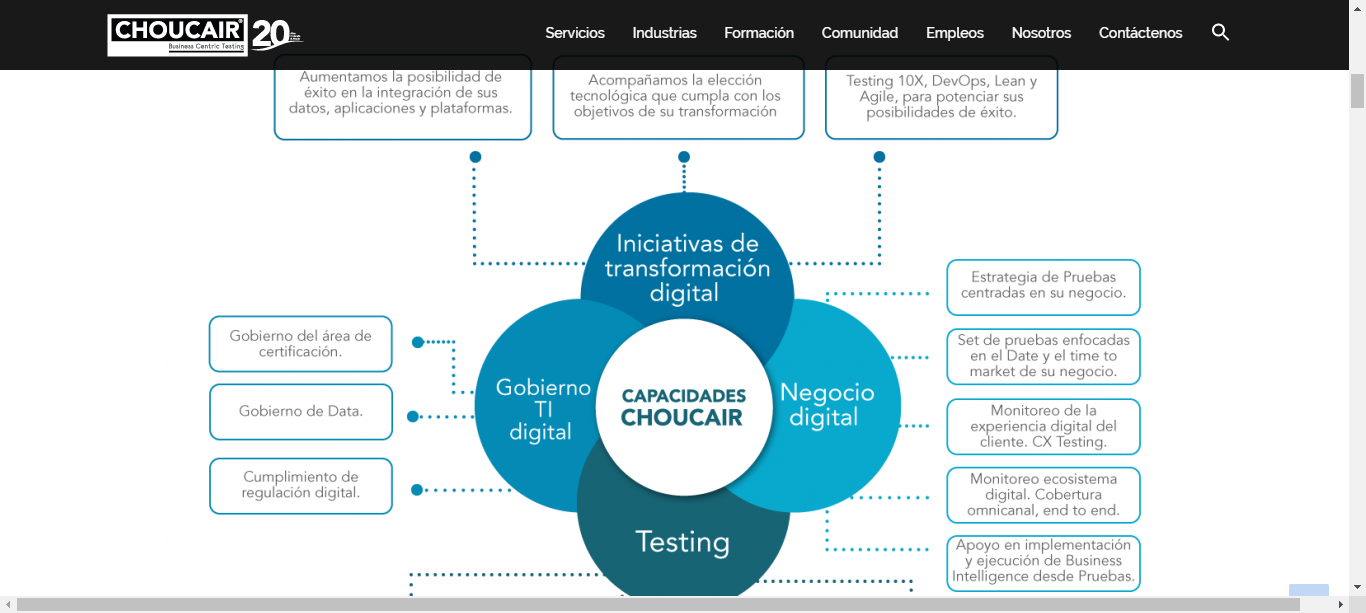 CHOUCAIR®
Business Centric Testing
20
Servicios
Industrias
Formación
Comunidad
Empleos
Nosotros
Contáctenos
Aumentamos la posibilidad de
éxito en la integración de sus
datos, aplicaciones y plataformas.
Acompañamos la elección
tecnológica que cumpla con los
objetivos de su transformación
Testing 10X, DevOps, Lean y
Agile, para potenciar sus
posibilidades de éxito.
Iniciativas de
transformación
digital
Gobierno del área de
certificación.
Gobierno de Data.
Cumplimiento de
regulación digital.
Gobierno
TI
digital
CAPACIDADES
CHOUCAIR
Negocio
digital
Testing
Estrategia de Pruebas
centradas en su negocio.
Set de pruebas enfocadas
en el Date y el time to
market de su negocio.
Monitoreo de la
experiencia digital del
cliente. CX Testing.
Monitoreo ecosistema
digital. Cobertura
omnicanal, end to end.
Apoyo en implementación
y ejecución de Business
Intelligence desde Pruebas.